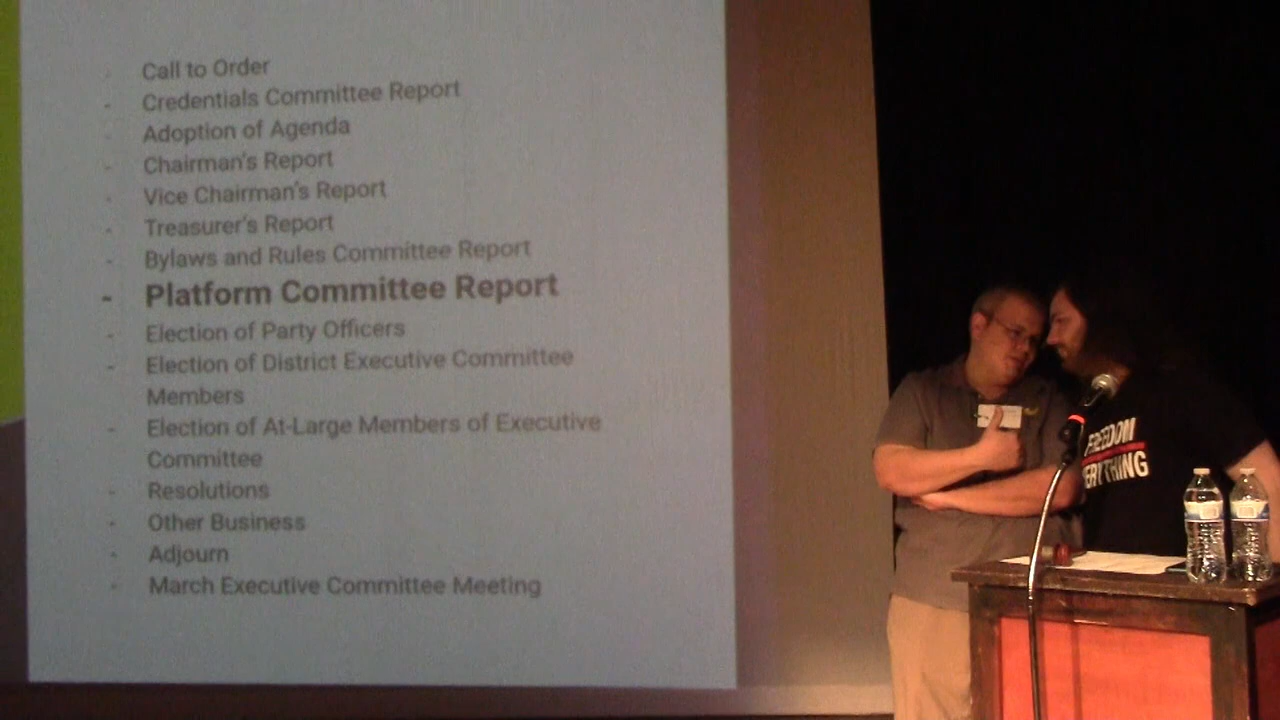 - Call to Order
- Credentials Committee Report
- Adoption of Agenda
- Chairman's Report
- Vice Chairman's Report
- Treasurer's Report
- Bylaws and Rules Committee Report
- Platform Committee Report
- Election of Party Officers
- Election of District Executive Committee
Members
- Election of At-Large Members of Executive
Committee
- Resolutions
- Other Business
- Adjourn
- March Executive Committee Meeting
FREEDOM
ERYTHING